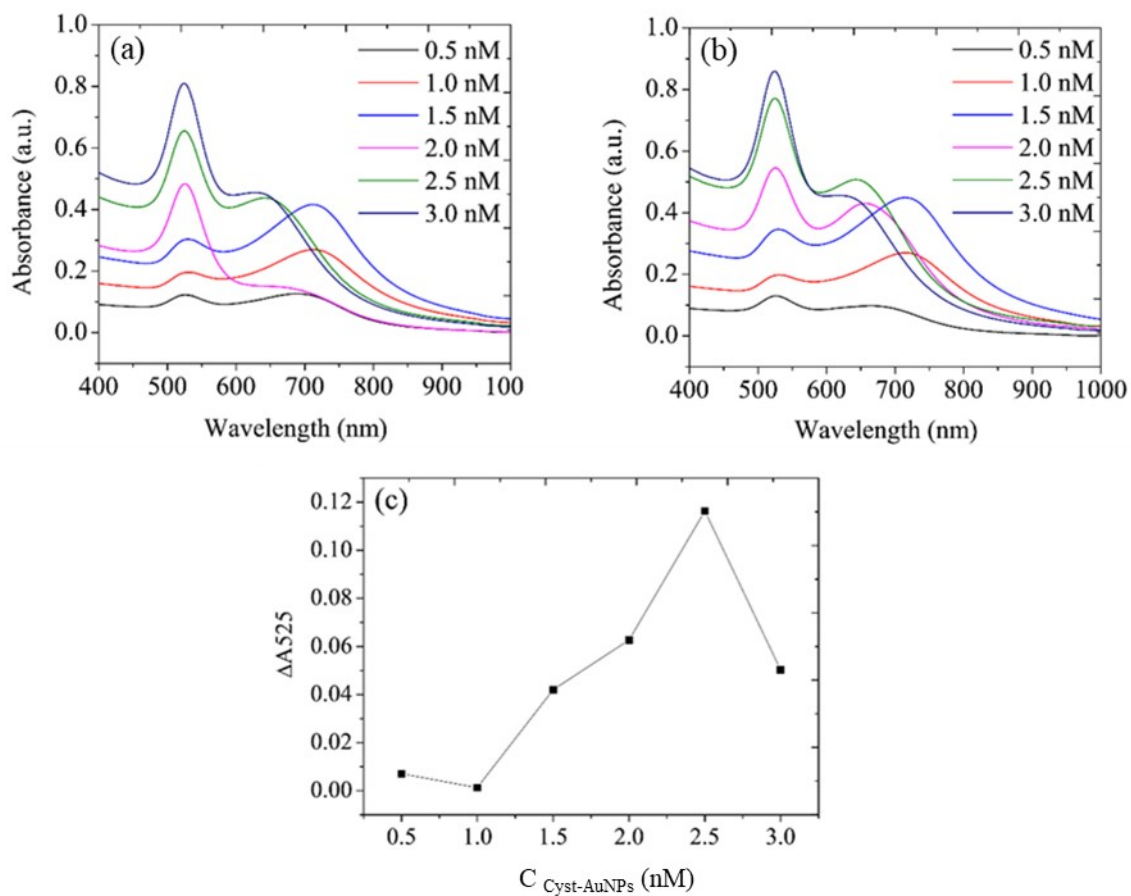 (a)
0.5 nM
1.0 nM
1.5 nM
2.0 nM
2.5 nM
3.0 nM
1.0
0.8
0.6
0.4
0.2
0.0
Absorbance (a.u.)
400 500 600 700 800 900 1000
Wavelength (nm)
(b)
0.5 nM
1.0 nM
1.5 nM
2.0 nM
2.5 nM
3.0 nM
1.0
0.8
0.6
0.4
0.2
0.0
Absorbance (a.u.)
400 500 600 700 800 900 1000
Wavelength (nm)
(c)
0.12
0.10
0.08
0.06
0.04
0.02
0.00
ΔA525
0.5 1.0 1.5 2.0 2.5 3.0
C Cyst-AuNPs (nM)